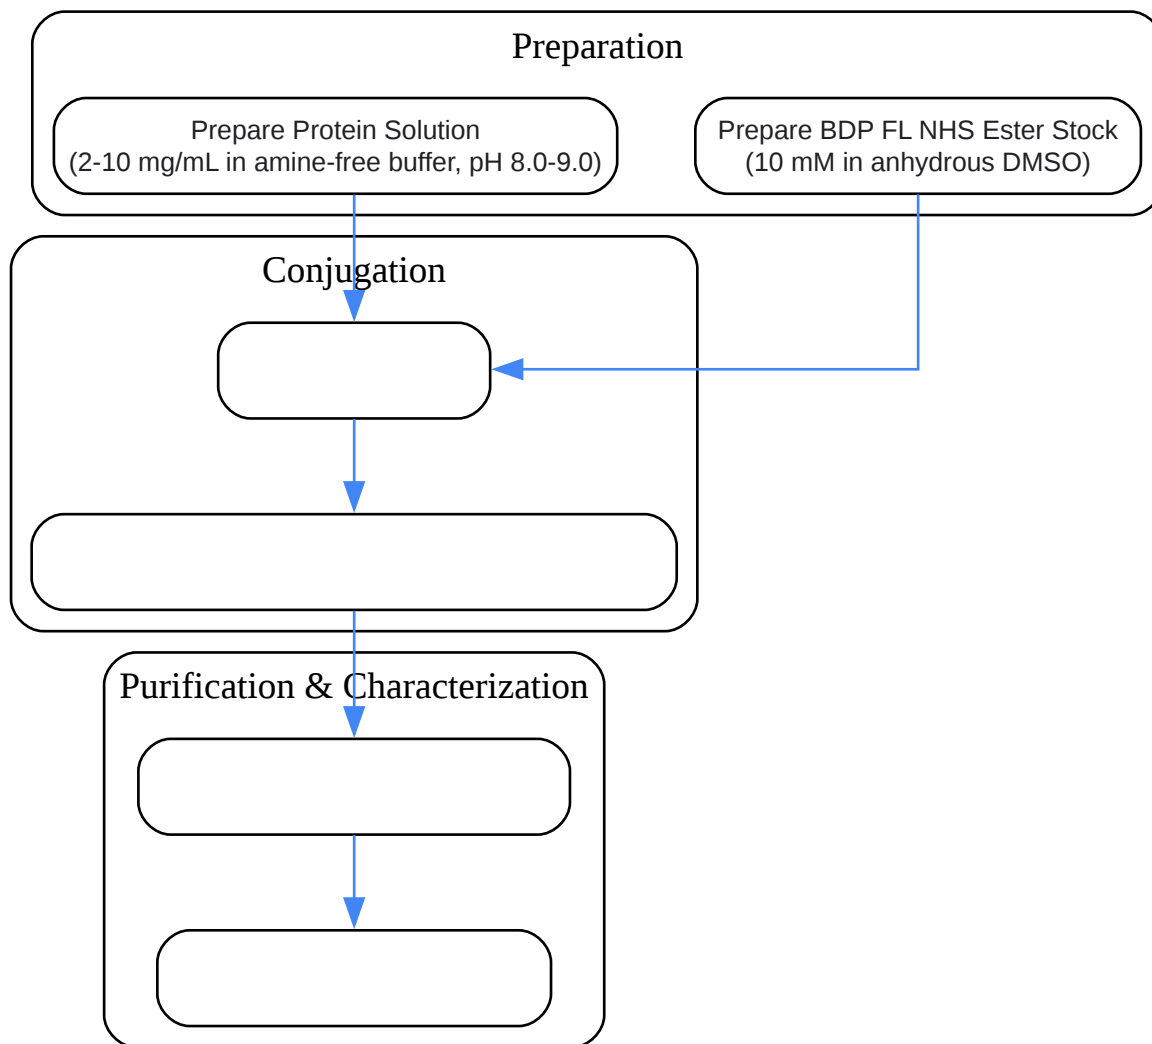 Preparation
Prepare Protein Solution
(2-10 mg/mL in amine-free buffer, pH 8.0-9.0)
Prepare BDP FL NHS Ester Stock
(10 mM in anhydrous DMSO)
Conjugation
Purification & Characterization